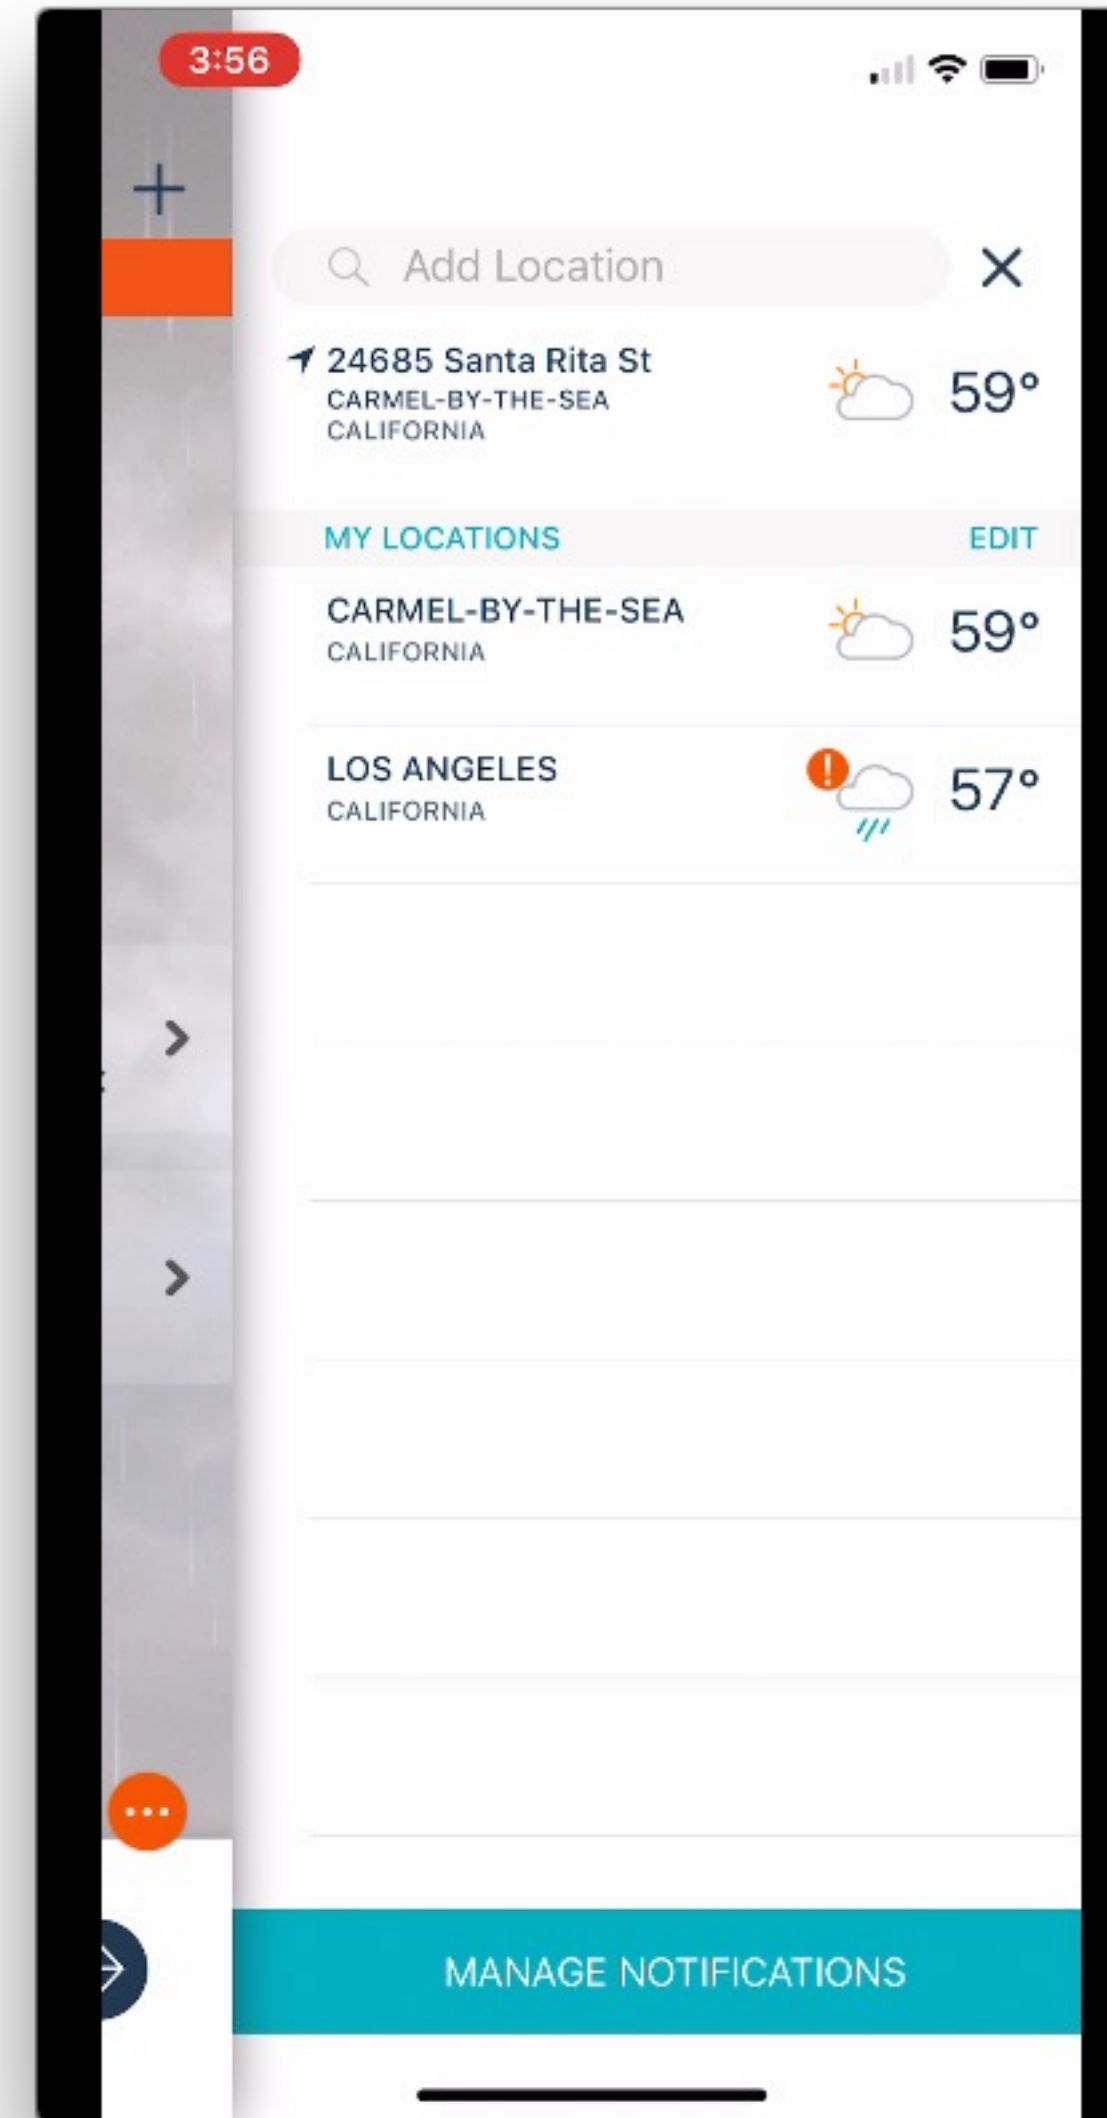 3:56
Add Location
24685 Santa Rita St
CARMEL-BY-THE-SEA
CALIFORNIA
59°
MY LOCATIONS
EDIT
CARMEL-BY-THE-SEA
CALIFORNIA
59°
LOS ANGELES
CALIFORNIA
57°
MANAGE NOTIFICATIONS